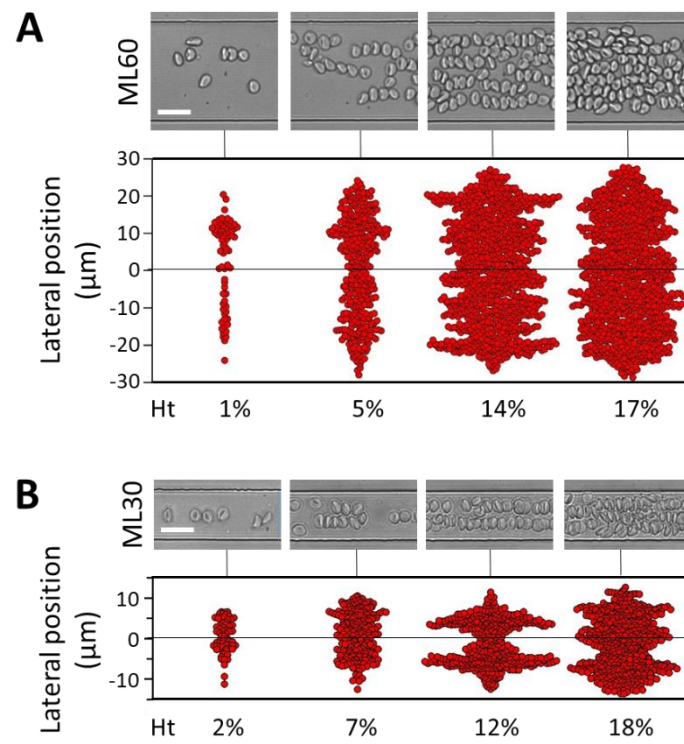 A
ML60
30
20
10
0
-10
-20
-30
Lateral position
(µm)
Ht 1% 5% 14% 17%
B
ML30
10
0
-10
Lateral position
(µm)
Ht 2% 7% 12% 18%